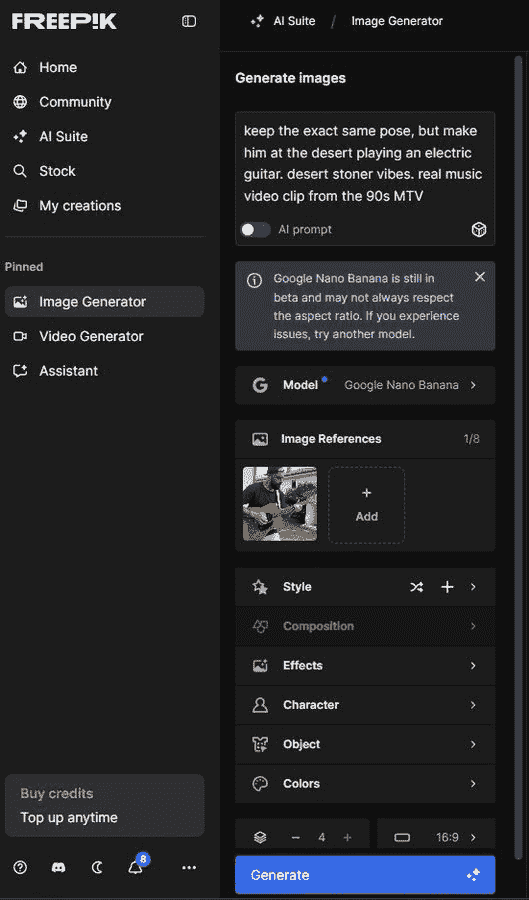 FREEPIK
Home
Community
AI Suite
Stock
My creations
Pinned
Image Generator
Video Generator
Assistant
Buy credits
Top up anytime
8
AI Suite / Image Generator
Generate images
keep the exact same pose, but make
him at the desert playing an electric
guitar. desert stoner vibes. real music
video clip from the 90s MTV
AI prompt
Google Nano Banana is still in
beta and may not always respect
the aspect ratio. If you experience
issues, try another model.
G Model Google Nano Banana
Image References 1/8
Add
Style
Composition
Effects
Character
Object
Colors
4 16:9
Generate